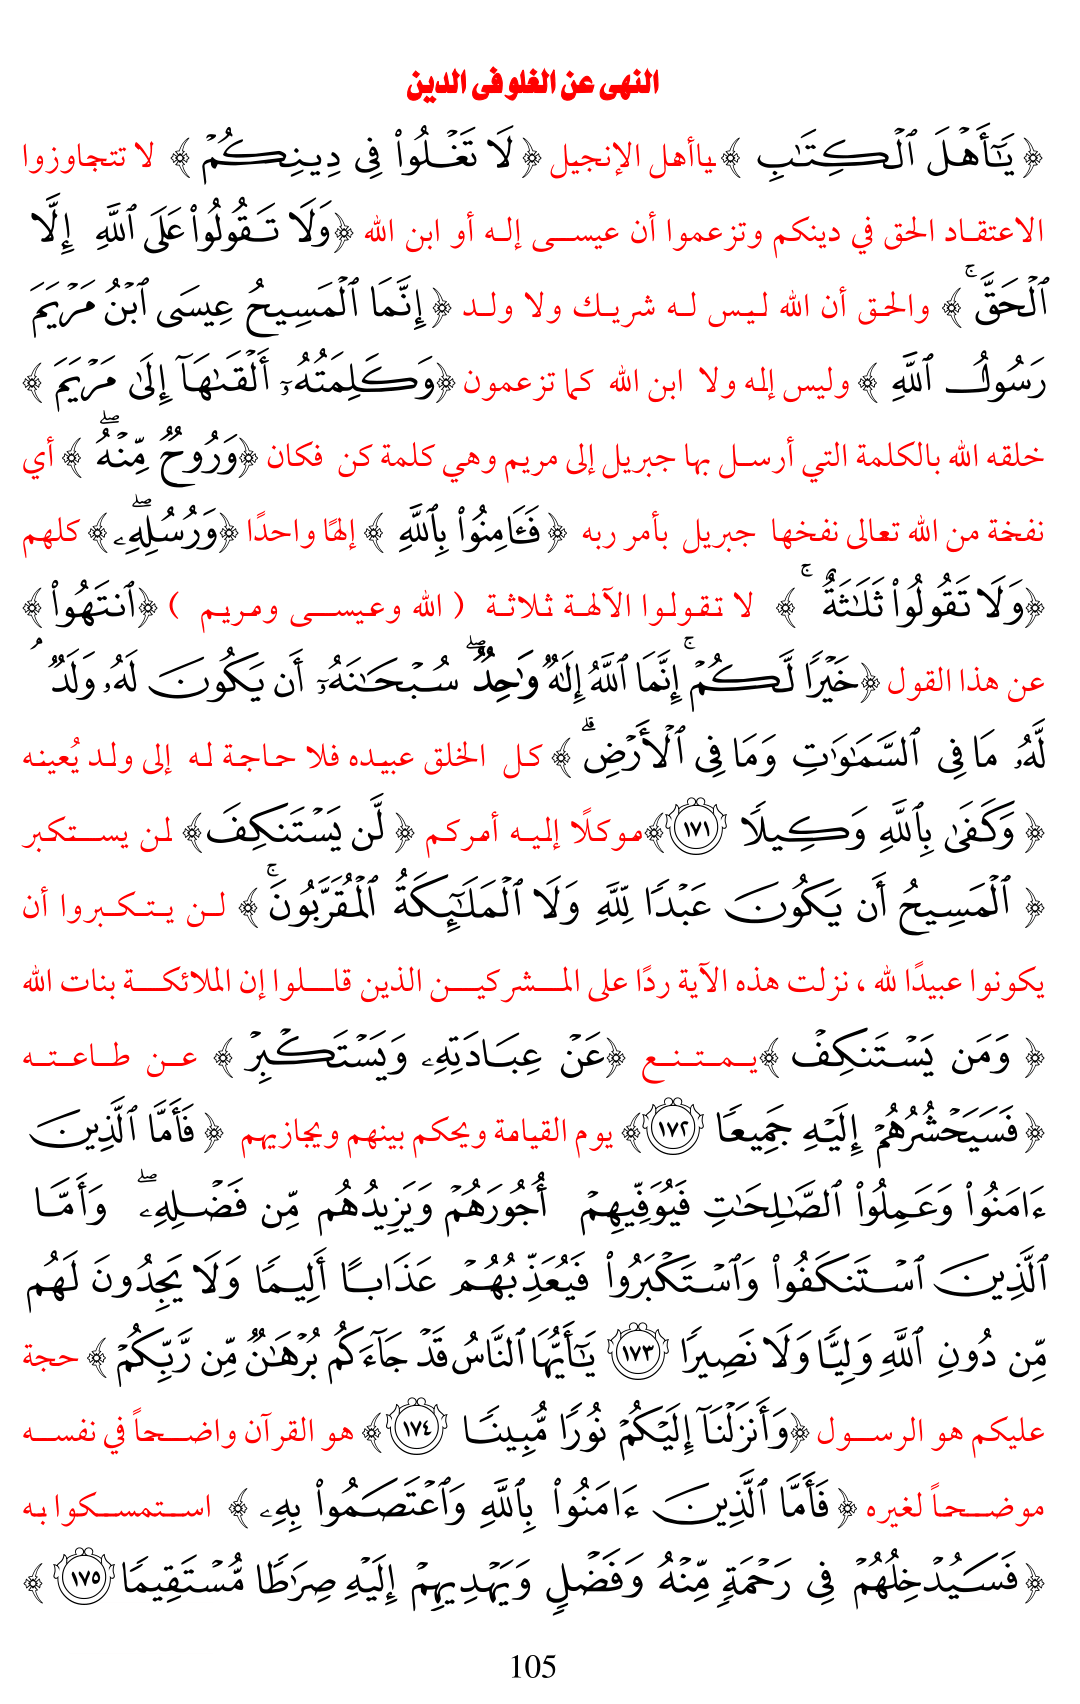 النهى عن الغلو فى الدين
﴿ يَٰٓأَهۡلَ ٱلۡكِتَٰبِ ﴾ ياأهل الإنجيل ﴿ لَا تَغۡلُواْ فِى دِينِكُمۡ ﴾ لا تتجاوزوا
الاعتقاد الحق في دينكم وتزعموا أن عيسى إله أو ابن الله ﴿وَلَا تَقُولُواْ عَلَى ٱللَّهِ إِلَّا
ٱلۡحَقَّۚ ﴾ والحق أن الله ليس له شريك ولا ولد ﴿ إِنَّمَا ٱلۡمَسِيحُ عِيسَى ٱبۡنُ مَرۡيَمَ
رَسُولُ ٱللَّهِ ﴾ وليس إله ولا ابن الله كما تزعمون ﴿وَكَلِمَتُهُۥٓ أَلۡقَىٰهَآ إِلَىٰ مَرۡيَمَ ﴾
خلقه الله بالكلمة التي أرسل بها جبريل إلى مريم وهي كلمة كن فكان ﴿وَرُوحٞ مِّنۡهُۖ ﴾ أي
نفخة من الله تعالى نفخها جبريل بأمر ربه ﴿ فَـَٔامِنُواْ بِٱللَّهِ ﴾ إلهًا واحدًا ﴿وَرُسُلِهِۦۖ﴾ كلهم
﴿وَلَا تَقُولُواْ ثَلَٰثَةٌۚ ﴾ لا تقولوا الآلهة ثلاثة ( الله وعيسى ومريم ) ﴿ٱنتَهُواْ ﴾
عن هذا القول ﴿خَيۡرٗا لَّكُمۡۚ إِنَّمَا ٱللَّهُ إِلَٰهٞ وَٰحِدٞۖ سُبۡحَٰنَهُۥٓ أَن يَكُونَ لَهُۥ وَلَدٞۘ
لَّهُۥ مَا فِى ٱلسَّمَٰوَٰتِ وَمَا فِى ٱلۡأَرۡضِۗ ﴾ كل الخلق عبيده فلا حاجة له إلى ولد يُعينه
﴿ وَكَفَىٰ بِٱللَّهِ وَكِيلٗا ١٧١﴾موكلًا إليه أمركم ﴿ لَّن يَسۡتَنكِفَ﴾ لمن يستكبر
﴿ ٱلۡمَسِيحُ أَن يَكُونَ عَبۡدٗا لِّلَّهِ وَلَا ٱلۡمَلَٰٓئِكَةُ ٱلۡمُقَرَّبُونَۚ ﴾ لن يتكبروا أن
يكونوا عبيدًا لله ، نزلت هذه الآية ردًا على المشركين الذين قالوا إن الملائكة بنات الله
﴿ وَمَن يَسۡتَنكِفۡ ﴾يمتنع ﴿عَنۡ عِبَادَتِهِۦ وَيَسۡتَكۡبِرۡ ﴾ عن طاعته
﴿ فَسَيَحۡشُرُهُمۡ إِلَيۡهِ جَمِيعٗا ١٧٢﴾ يوم القيامة ويحكم بينهم ويجازيهم ﴿ فَأَمَّا ٱلَّذِينَ
ءَامَنُواْ وَعَمِلُواْ ٱلصَّٰلِحَٰتِ فَيُوَفِّيهِمۡ أُجُورَهُمۡ وَيَزِيدُهُم مِّن فَضۡلِهِۦۖ وَأَمَّا
ٱلَّذِينَ ٱسۡتَنكَفُواْ وَٱسۡتَكۡبَرُواْ فَيُعَذِّبُهُمۡ عَذَابًا أَلِيمٗا وَلَا يَجِدُونَ لَهُم
مِّن دُونِ ٱللَّهِ وَلِيّٗا وَلَا نَصِيرٗا ١٧٣ يَٰٓأَيُّهَا ٱلنَّاسُ قَدۡ جَآءَكُم بُرۡهَٰنٞ مِّن رَّبِّكُمۡ ﴾ حجة
عليكم هو الرسول ﴿وَأَنزَلۡنَآ إِلَيۡكُمۡ نُورٗا مُّبِينٗا ١٧٤﴾ هو القرآن واضحاً في نفسه
موضحاً لغيره ﴿ فَأَمَّا ٱلَّذِينَ ءَامَنُواْ بِٱللَّهِ وَٱعۡتَصَمُواْ بِهِۦ ﴾ استمسكوا به
﴿ فَسَيُدۡخِلُهُمۡ فِى رَحۡمَةٖ مِّنۡهُ وَفَضۡلٖ وَيَهۡدِيهِمۡ إِلَيۡهِ صِرَٰطٗا مُّسۡتَقِيمٗا ١٧٥ ﴾
105